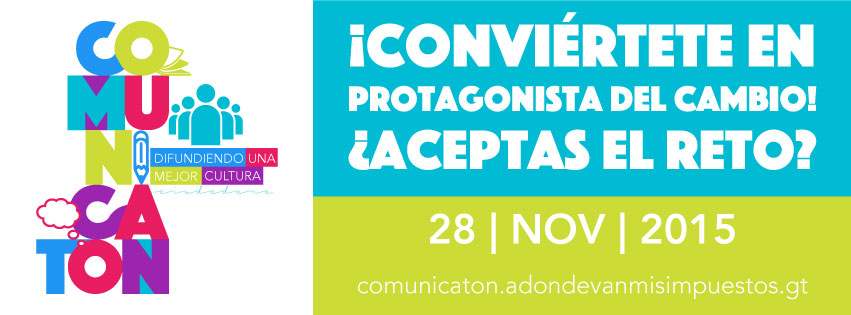 CO
MU
NI
CA
TON
DIFUNDIENDO UNA
MEJOR CULTURA
ciudadana
¡CONVIÉRTETE EN
PROTAGONISTA DEL CAMBIO!
¿ACEPTAS EL RETO?
28 | NOV | 2015
comunicaton.adondevanmisimpuestos.gt